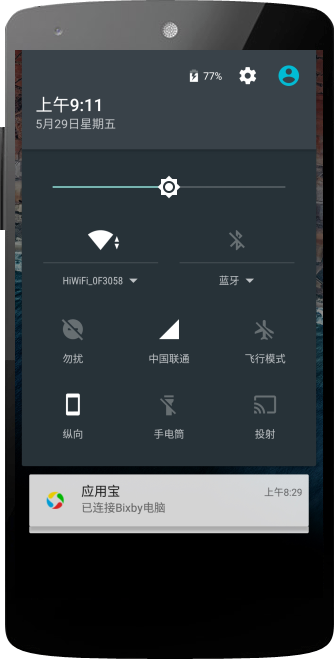 77%
上午9:11
5月29日星期五
HiWiFi_0F3058
蓝牙
勿扰
中国联通
飞行模式
纵向
手电筒
投射
应用宝
上午8:29
已连接Bixby电脑